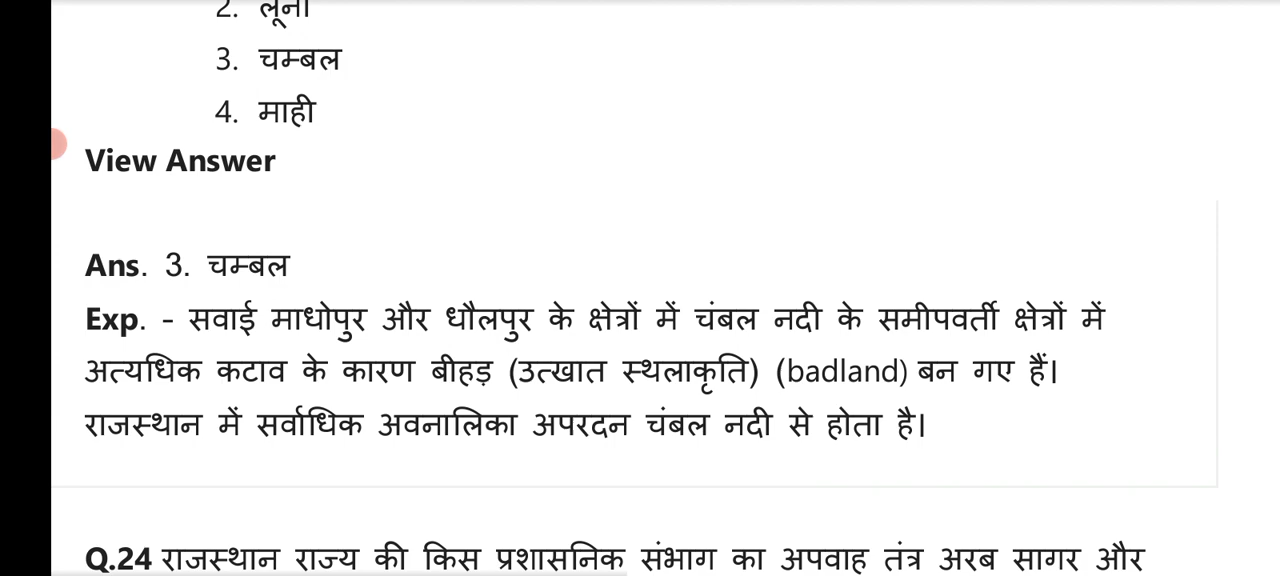 2. लूनी
3. चम्बल
4. माही
View Answer
Ans. 3. चम्बल
Exp. - सवाई माधोपुर और धौलपुर के क्षेत्रों में चंबल नदी के समीपवर्ती क्षेत्रों में
अत्यधिक कटाव के कारण बीहड़ (उत्खात स्थलाकृति) (badland) बन गए हैं।
राजस्थान में सर्वाधिक अवनालिका अपरदन चंबल नदी से होता है।
Q.24 राजस्थान राज्य की किस प्रशासनिक संभाग का अपवाह तंत्र अरब सागर और